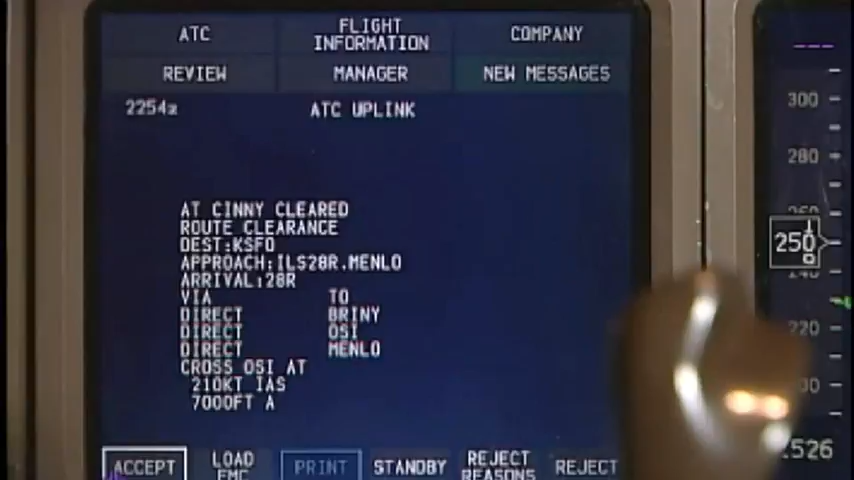 ATC FLIGHT INFORMATION COMPANY
REVIEW MANAGER NEW MESSAGES
2254z ATC UPLINK
AT CINNY CLEARED
ROUTE CLEARANCE
DEST:KSFO
APPROACH:ILS28R.MENLO
ARRIVAL:28R
VIA TO
DIRECT BRINY
DIRECT OSI
DIRECT MENLO
CROSS OSI AT
210KT IAS
7000FT A
ACCEPT LOAD FMC PRINT STANDBY REJECT REASONS REJECT
300
280
260
250
240
220